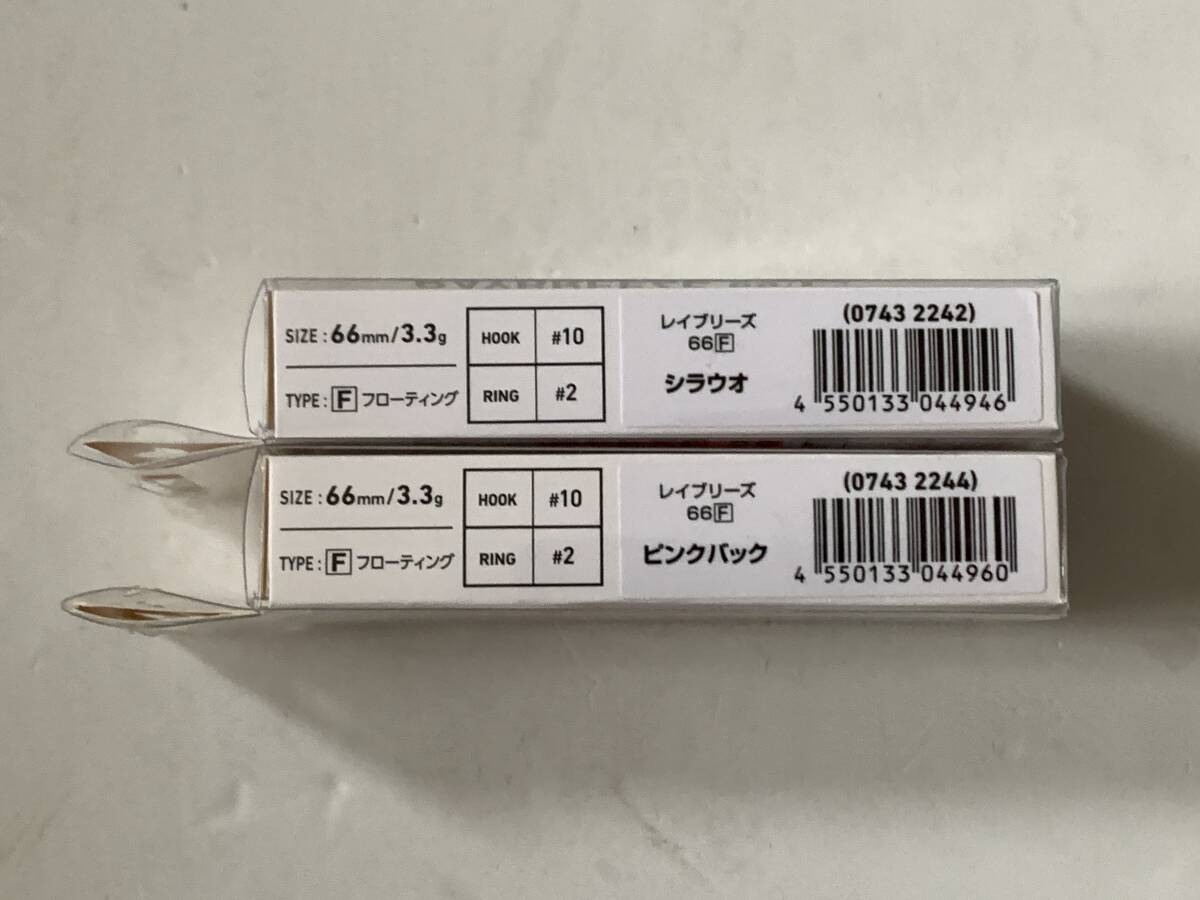 SIZE : 66mm/3.3g
TYPE : F フローティング
HOOK #10
RING #2
レイブリーズ
66F
シラウオ
(0743 2242)
4 550133 044946
SIZE : 66mm/3.3g
TYPE : F フローティング
HOOK #10
RING #2
レイブリーズ
66F
ピンクバック
(0743 2244)
4 550133 044960